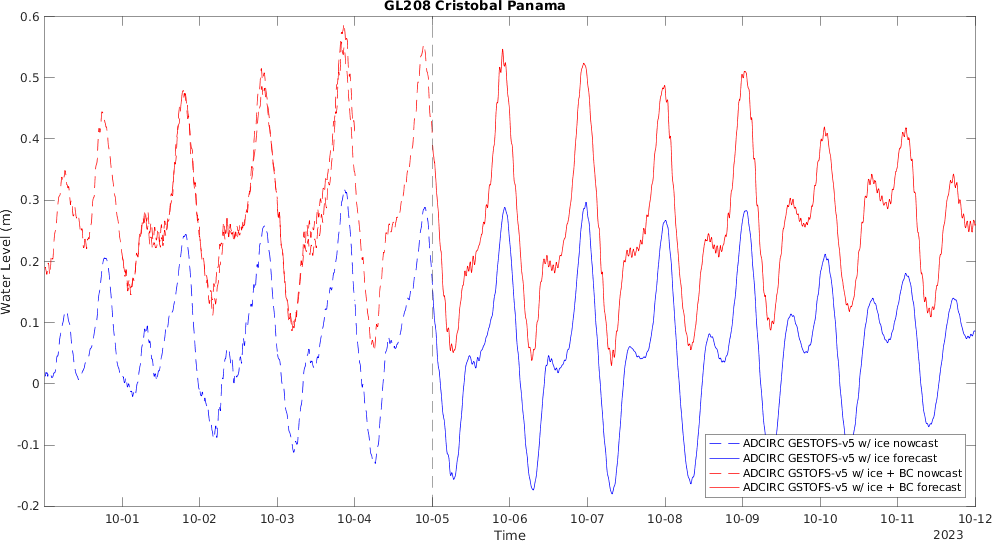 GL208 Cristobal Panama
0.6
0.5
0.4
0.3
0.2
0.1
0
-0.1
-0.2
Water Level (m)
ADCIRC GESTOFS-v5 w/ ice nowcast
ADCIRC GESTOFS-v5 w/ ice forecast
ADCIRC GSTOFS-v5 w/ ice + BC nowcast
ADCIRC GSTOFS-v5 w/ ice + BC forecast
10-01 10-02 10-03 10-04 10-05 10-06 10-07 10-08 10-09 10-10 10-11 10-12
Time
2023